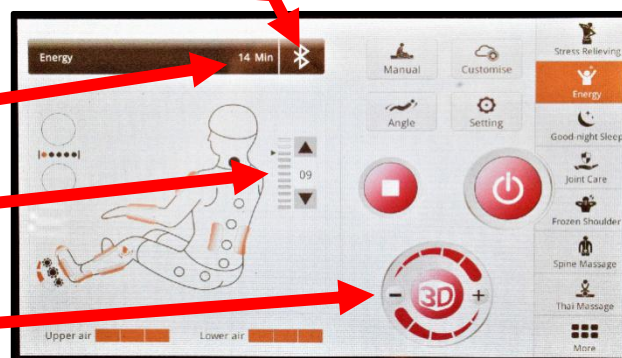 Energy 14 Min
Manual
Customise
Angle
Setting
09
3D
- +
Upper air
Lower air
Stress Relieving
Energy
Good-night Sleep
Joint Care
Frozen Shoulder
Spine Massage
Thai Massage
More